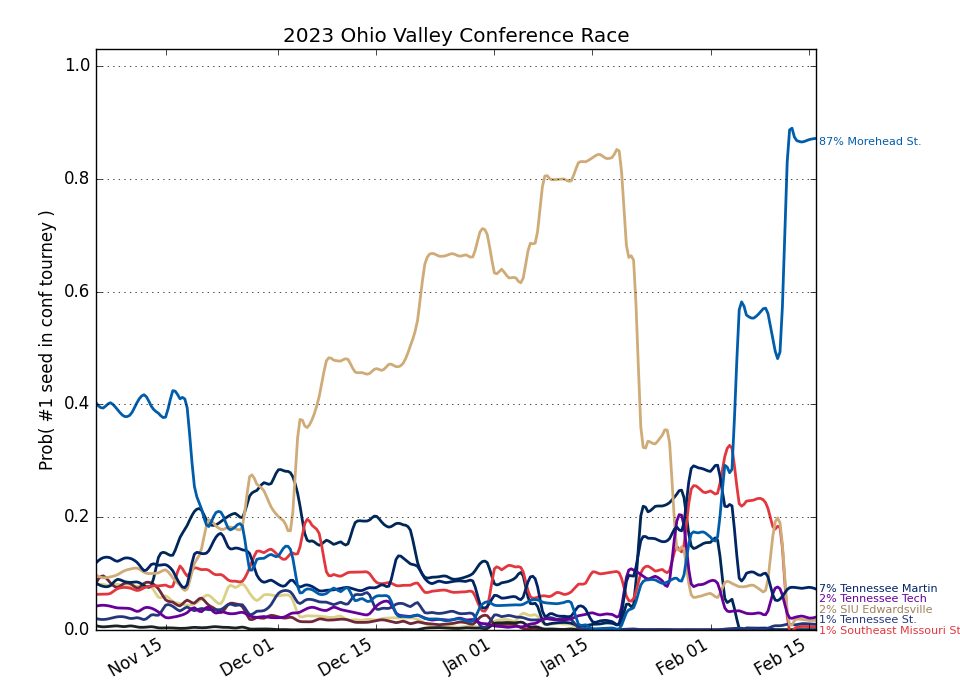 2023 Ohio Valley Conference Race
Prob( #1 seed in conf tourney )
1.0
0.8
0.6
0.4
0.2
0.0
Nov 15
Dec 01
Dec 15
Jan 01
Jan 15
Feb 01
Feb 15
87% Morehead St.
7% Tennessee Martin
2% Tennessee Tech
2% SIU Edwardsville
1% Tennessee St.
1% Southeast Missouri St